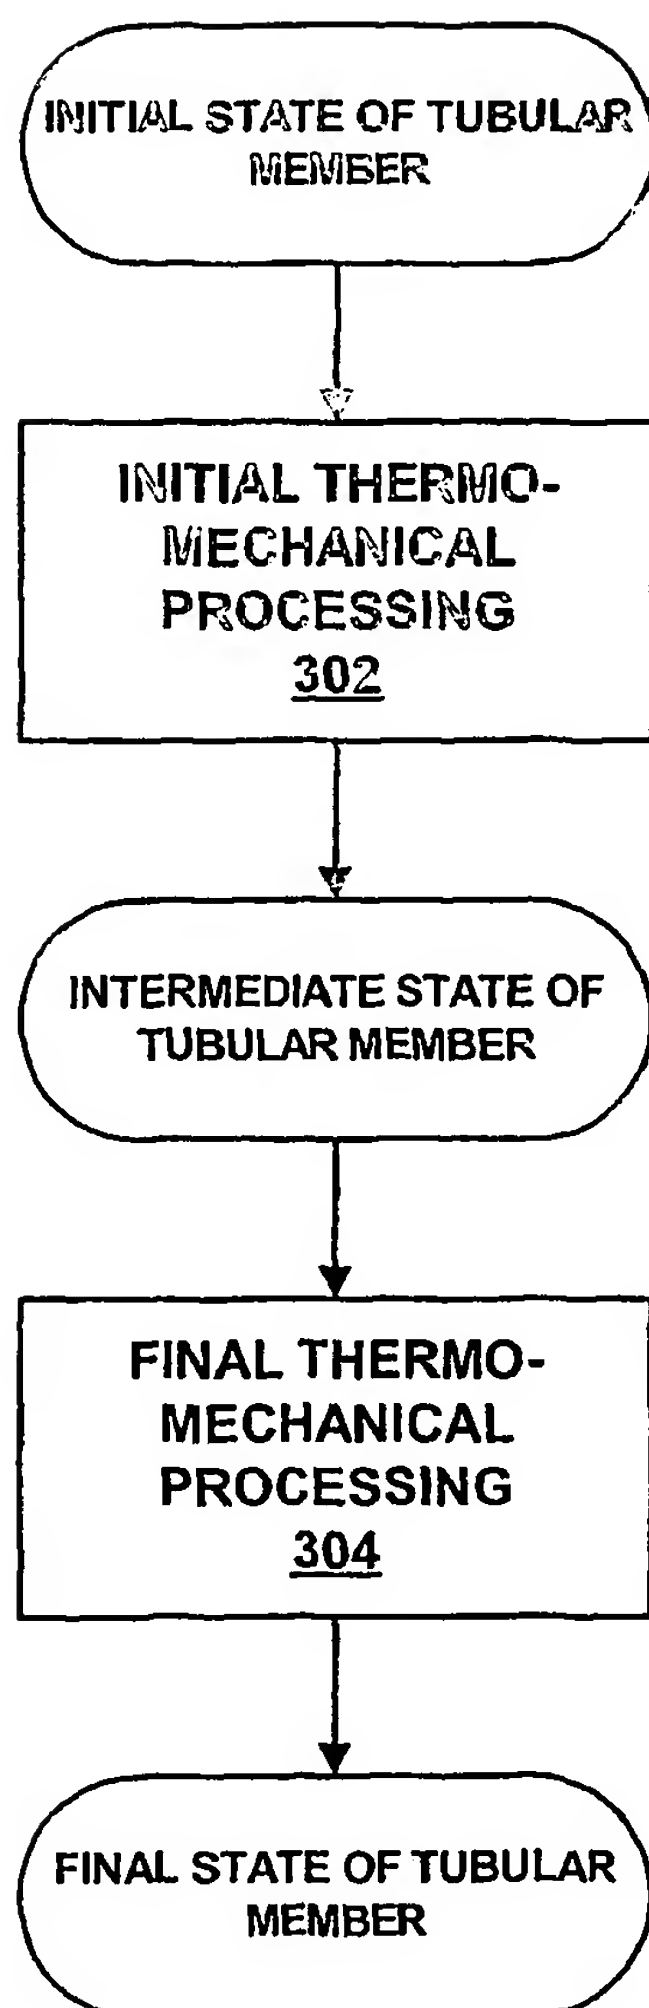 INITIAL STATE OF TUBULAR
MEMBER
INITIAL THERMO-
MECHANICAL
PROCESSING
302
INTERMEDIATE STATE OF
TUBULAR MEMBER
FINAL THERMO-
MECHANICAL
PROCESSING
304
FINAL STATE OF TUBULAR
MEMBER